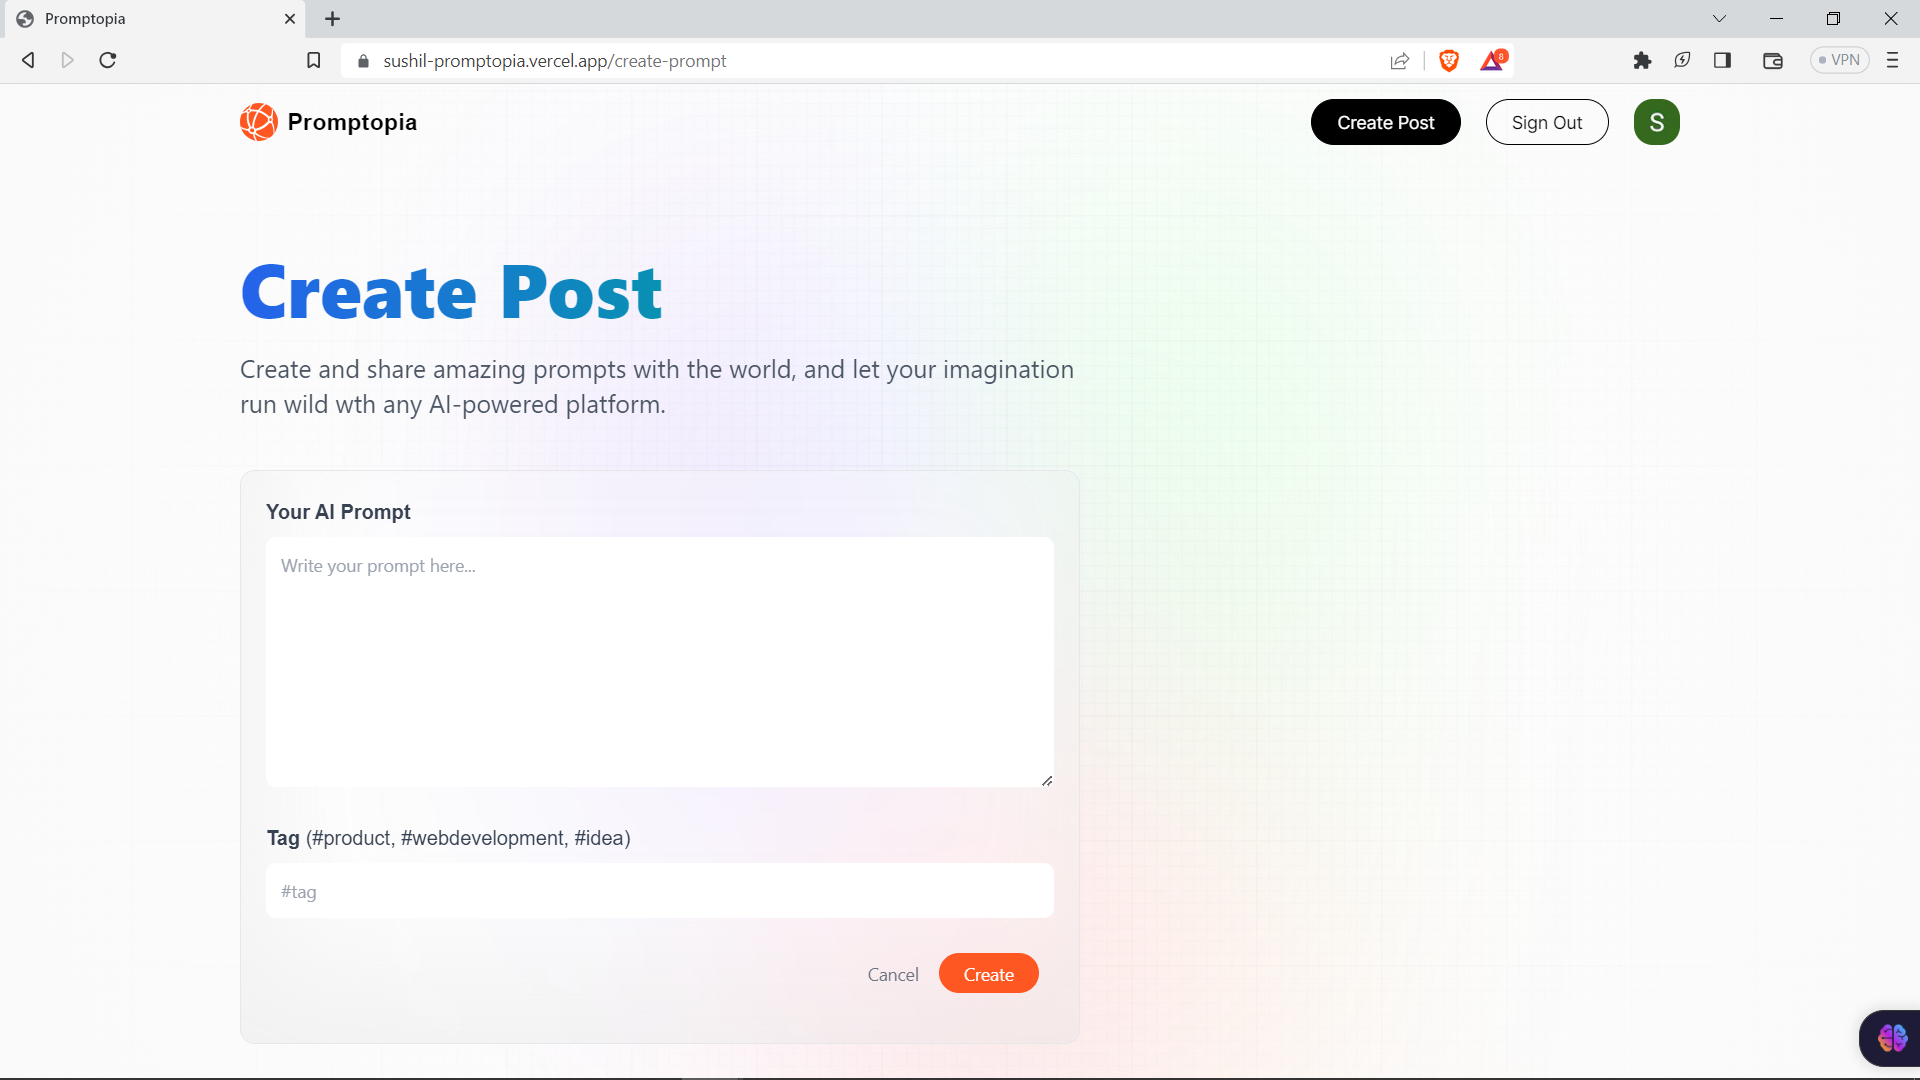 Promptopia
sushil-promptopia.vercel.app/create-prompt
8
VPN
Promptopia
Create Post
Sign Out
S
Create Post
Create and share amazing prompts with the world, and let your imagination
run wild wth any AI-powered platform.
Your AI Prompt
Write your prompt here...
Tag (#product, #webdevelopment, #idea)
#tag
Cancel
Create